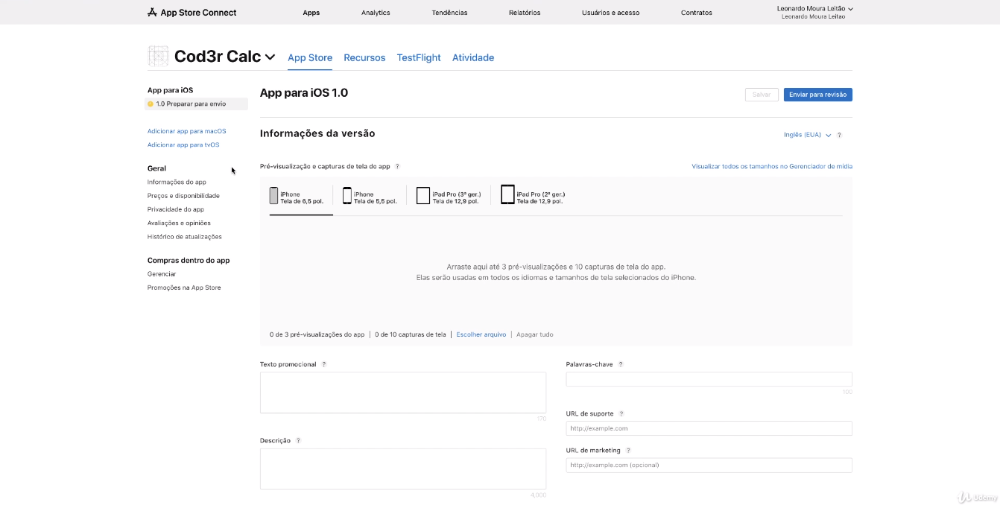 App Store Connect
Apps
Analytics
Tendências
Relatórios
Usuários e acesso
Contratos
Leonardo Moura Leitão
Leonardo Moura Leitao
Cod3r Calc
App Store
Recursos
TestFlight
Atividade
App para iOS
1.0 Preparar para envio
Adicionar app para macOS
Adicionar app para tvOS
Geral
Informações do app
Preços e disponibilidade
Privacidade do app
Avaliações e opiniões
Histórico de atualizações
Compras dentro do app
Gerenciar
Promoções na App Store
App para iOS 1.0
Salvar
Enviar para revisão
Informações da versão
Inglês (EUA)
?
Pré-visualização e capturas de tela do app ?
Visualizar todos os tamanhos no Gerenciador de mídia
iPhone
Tela de 6,5 pol.
iPhone
Tela de 5,5 pol.
iPad Pro (3ª ger.)
Tela de 12,9 pol.
iPad Pro (2ª ger.)
Tela de 12,9 pol.
Arraste aqui até 3 pré-visualizações e 10 capturas de tela do app.
Elas serão usadas em todos os idiomas e tamanhos de tela selecionados do iPhone.
0 de 3 pré-visualizações do app | 0 de 10 capturas de tela | Escolher arquivo | Apagar tudo
Texto promocional ?
170
Descrição ?
4,000
Palavras-chave ?
100
URL de suporte ?
http://example.com
URL de marketing ?
http://example.com (opcional)
Udemy